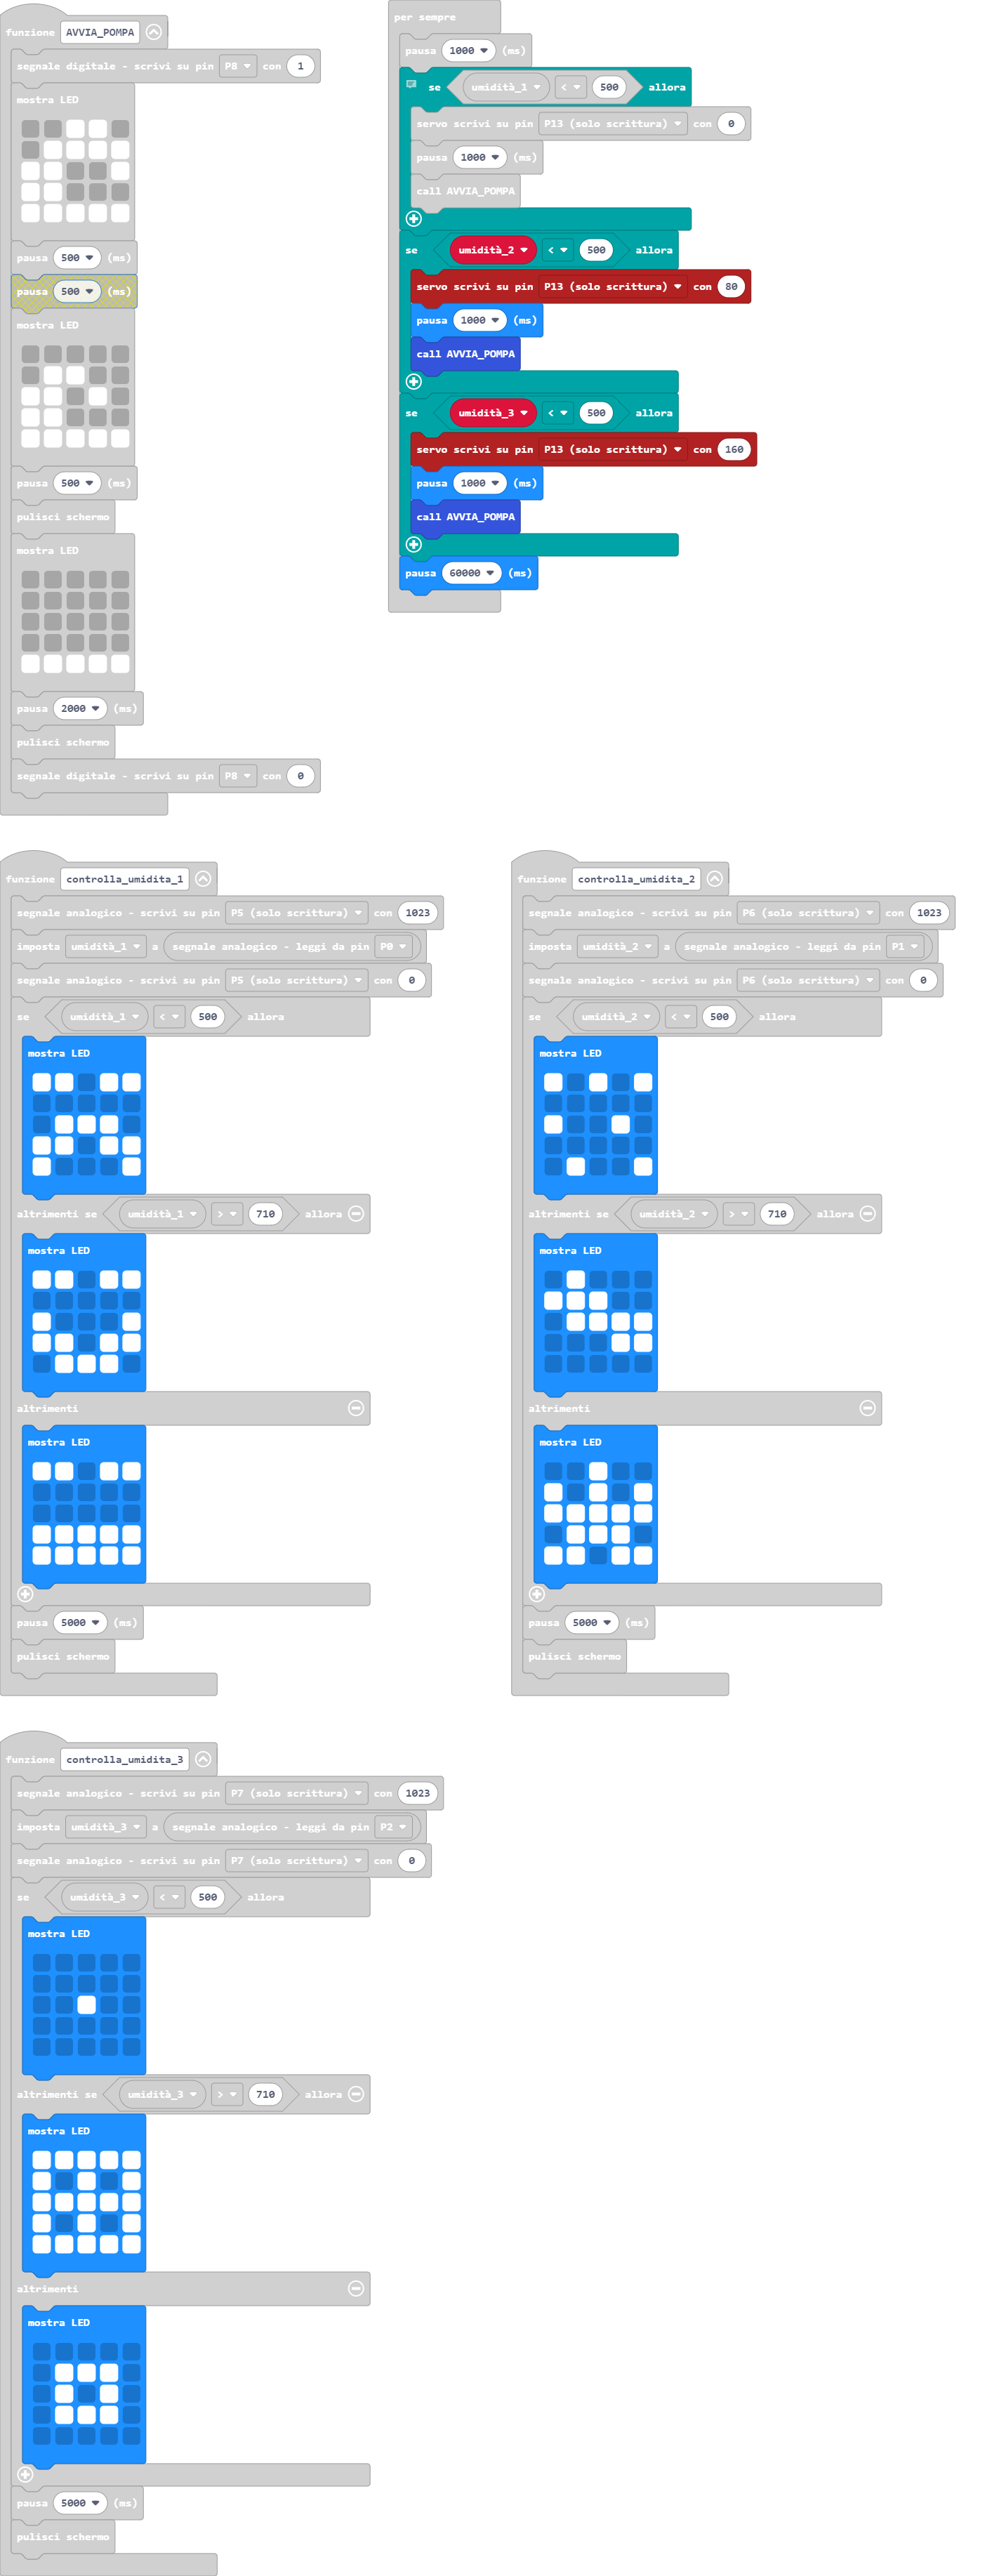 funzione AVVIA_POMPA
segnale digitale - scrivi su pin P8 con 1
mostra LED
pausa 500 (ms)
pausa 500 (ms)
mostra LED
pausa 500 (ms)
pulisci schermo
mostra LED
pausa 2000 (ms)
pulisci schermo
segnale digitale - scrivi su pin P8 con 0
per sempre
pausa 1000 (ms)
se umidità_1 < 500 allora
servo scrivi su pin P13 (solo scrittura) con 0
pausa 1000 (ms)
call AVVIA_POMPA
se umidità_2 < 500 allora
servo scrivi su pin P13 (solo scrittura) con 80
pausa 1000 (ms)
call AVVIA_POMPA
se umidità_3 < 500 allora
servo scrivi su pin P13 (solo scrittura) con 160
pausa 1000 (ms)
call AVVIA_POMPA
pausa 60000 (ms)
funzione controlla_umidita_1
segnale analogico - scrivi su pin P5 (solo scrittura) con 1023
imposta umidità_1 a segnale analogico - leggi da pin P0
segnale analogico - scrivi su pin P5 (solo scrittura) con 0
se umidità_1 < 500 allora
mostra LED
altrimenti se umidità_1 > 710 allora
mostra LED
altrimenti
mostra LED
pausa 5000 (ms)
pulisci schermo
funzione controlla_umidita_2
segnale analogico - scrivi su pin P6 (solo scrittura) con 1023
imposta umidità_2 a segnale analogico - leggi da pin P1
segnale analogico - scrivi su pin P6 (solo scrittura) con 0
se umidità_2 < 500 allora
mostra LED
altrimenti se umidità_2 > 710 allora
mostra LED
altrimenti
mostra LED
pausa 5000 (ms)
pulisci schermo
funzione controlla_umidita_3
segnale analogico - scrivi su pin P7 (solo scrittura) con 1023
imposta umidità_3 a segnale analogico - leggi da pin P2
segnale analogico - scrivi su pin P7 (solo scrittura) con 0
se umidità_3 < 500 allora
mostra LED
altrimenti se umidità_3 > 710 allora
mostra LED
altrimenti
mostra LED
pausa 5000 (ms)
pulisci schermo